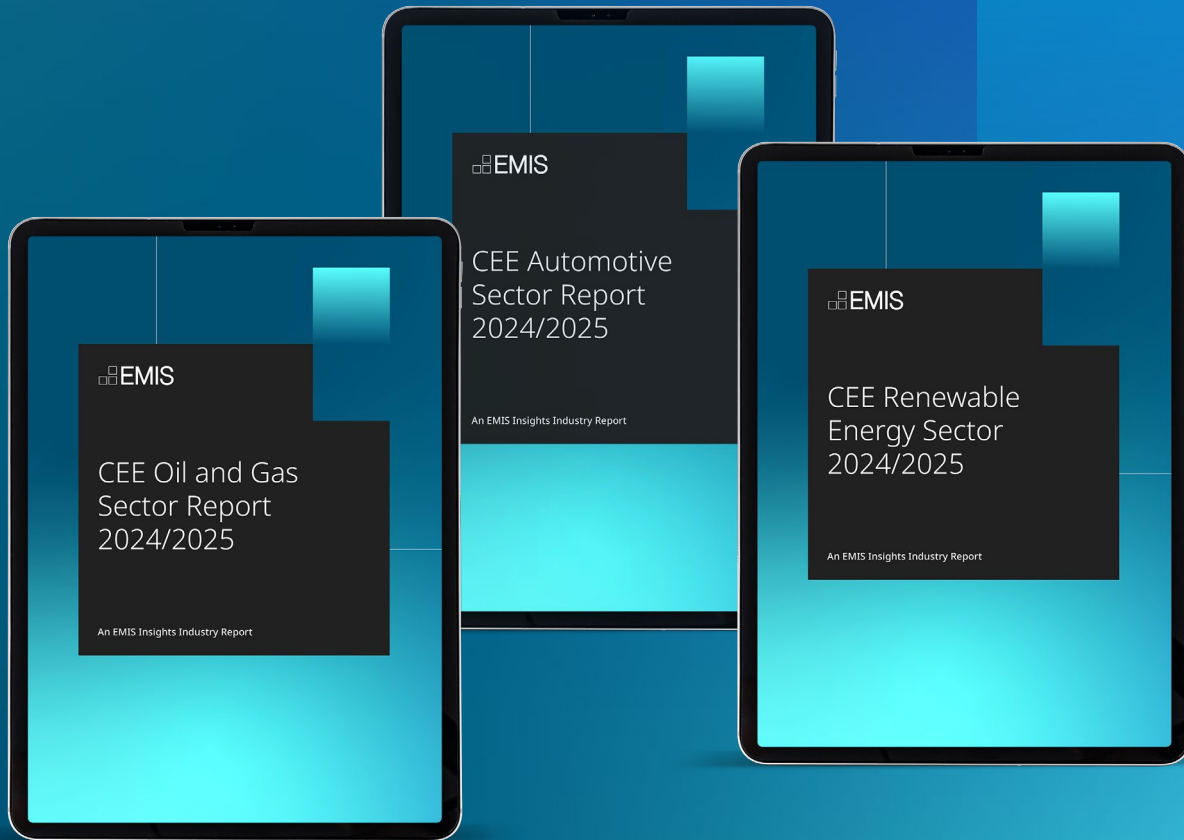 EMIS
CEE Oil and Gas
Sector Report
2024/2025
An EMIS Insights Industry Report
EMIS
CEE Automotive
Sector Report
2024/2025
An EMIS Insights Industry Report
EMIS
CEE Renewable
Energy Sector
2024/2025
An EMIS Insights Industry Report